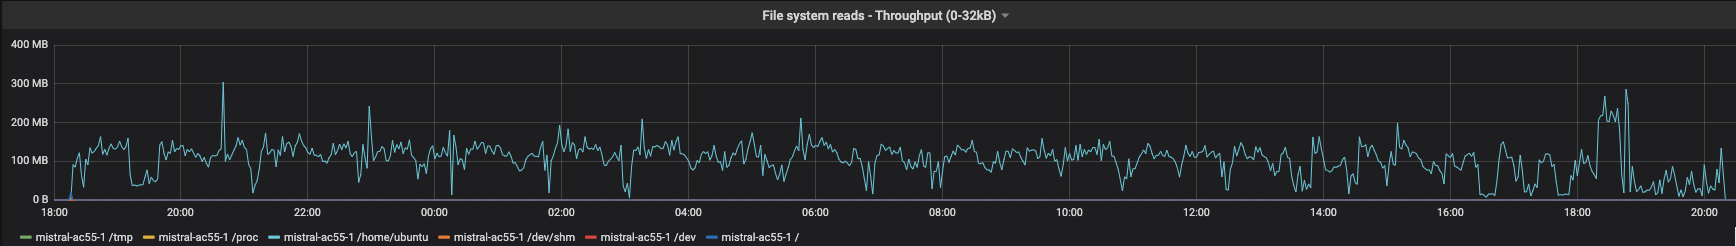 File system reads - Throughput (0-32kB)
400 MB
300 MB
200 MB
100 MB
0 B
18:00 20:00 22:00 00:00 02:00 04:00 06:00 08:00 10:00 12:00 14:00 16:00 18:00 20:00
mistral-ac55-1 /tmp mistral-ac55-1 /proc mistral-ac55-1 /home/ubuntu mistral-ac55-1 /dev/shm mistral-ac55-1 /dev mistral-ac55-1 /